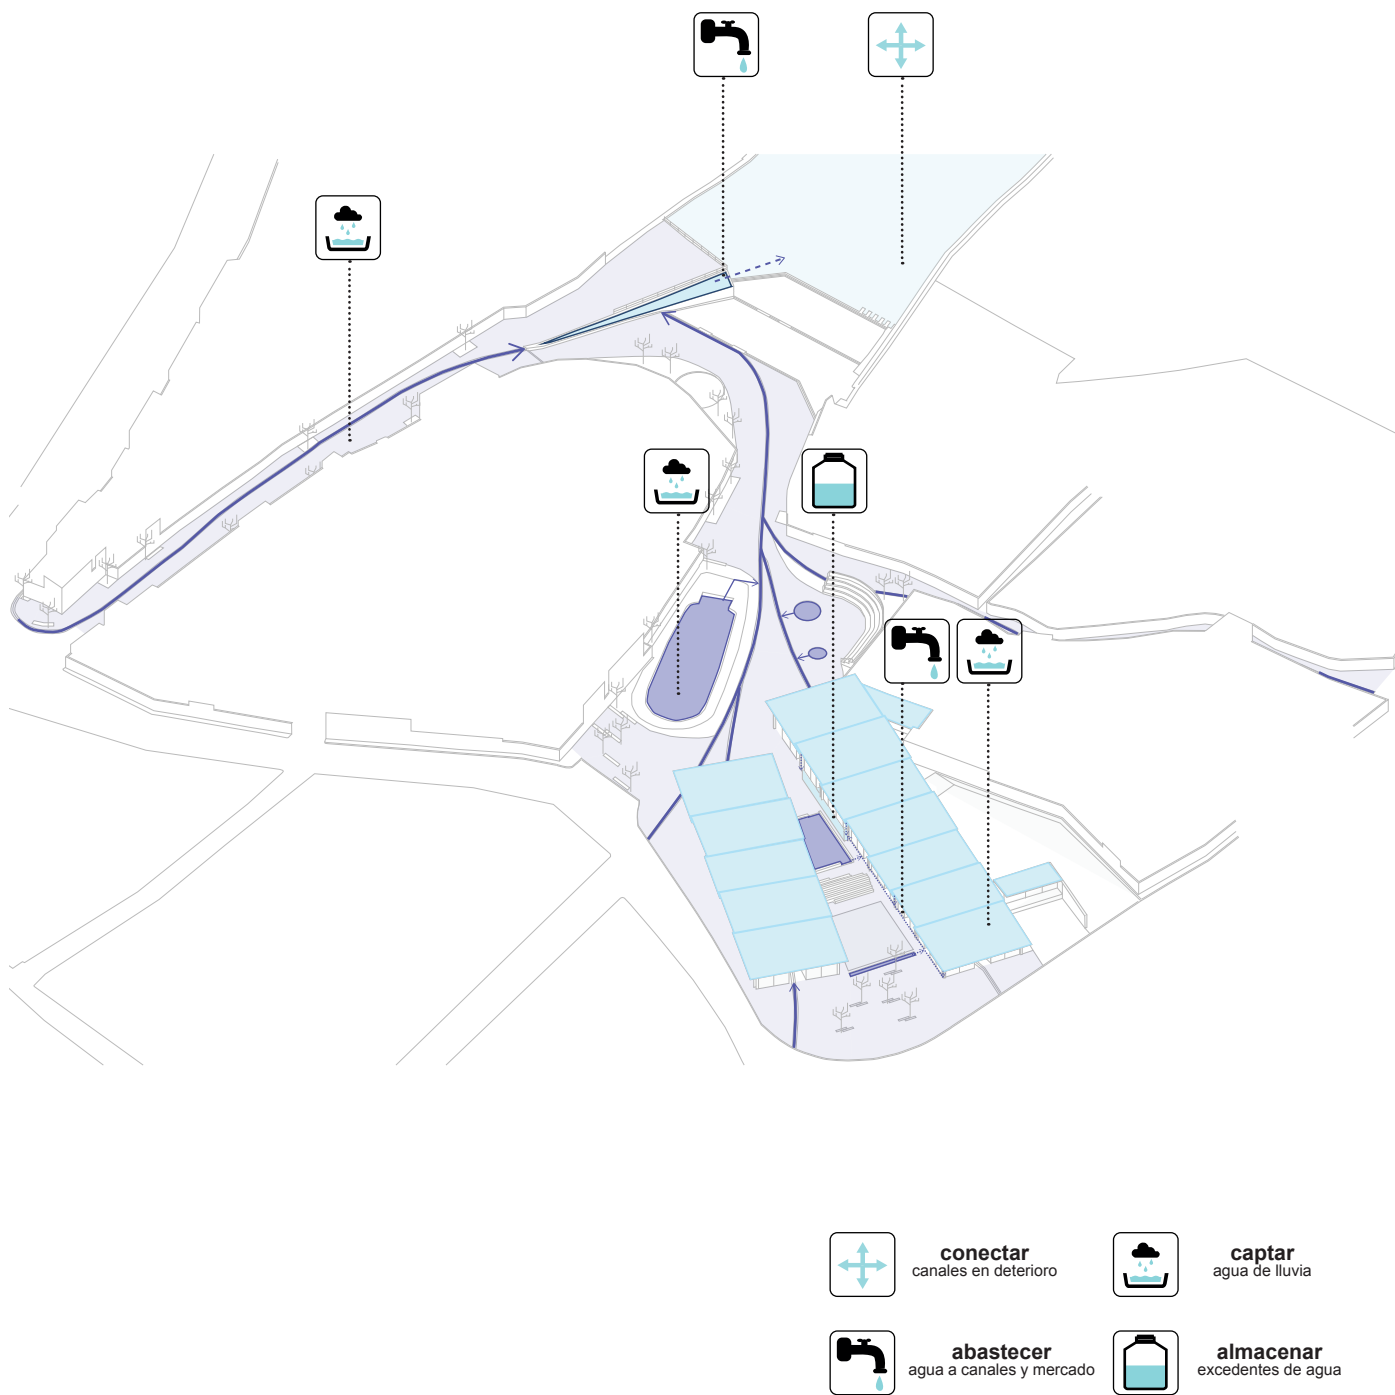 conectar
canales en deterioro
captar
agua de lluvia
abastecer
agua a canales y mercado
almacenar
excedentes de agua